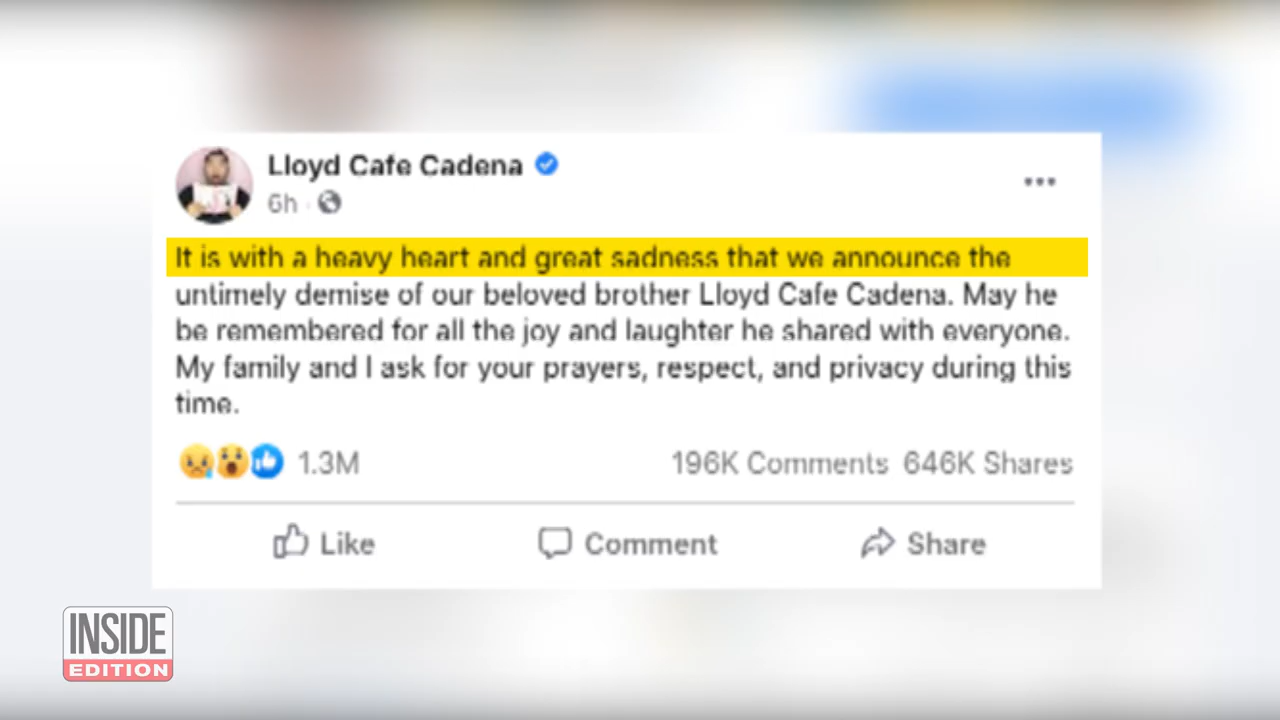 Lloyd Cafe Cadena
6h ·
It is with a heavy heart and great sadness that we announce the
untimely demise of our beloved brother Lloyd Cafe Cadena. May he
be remembered for all the joy and laughter he shared with everyone.
My family and I ask for your prayers, respect, and privacy during this
time.
1.3M 196K Comments 646K Shares
Like Comment Share
INSIDE
EDITION